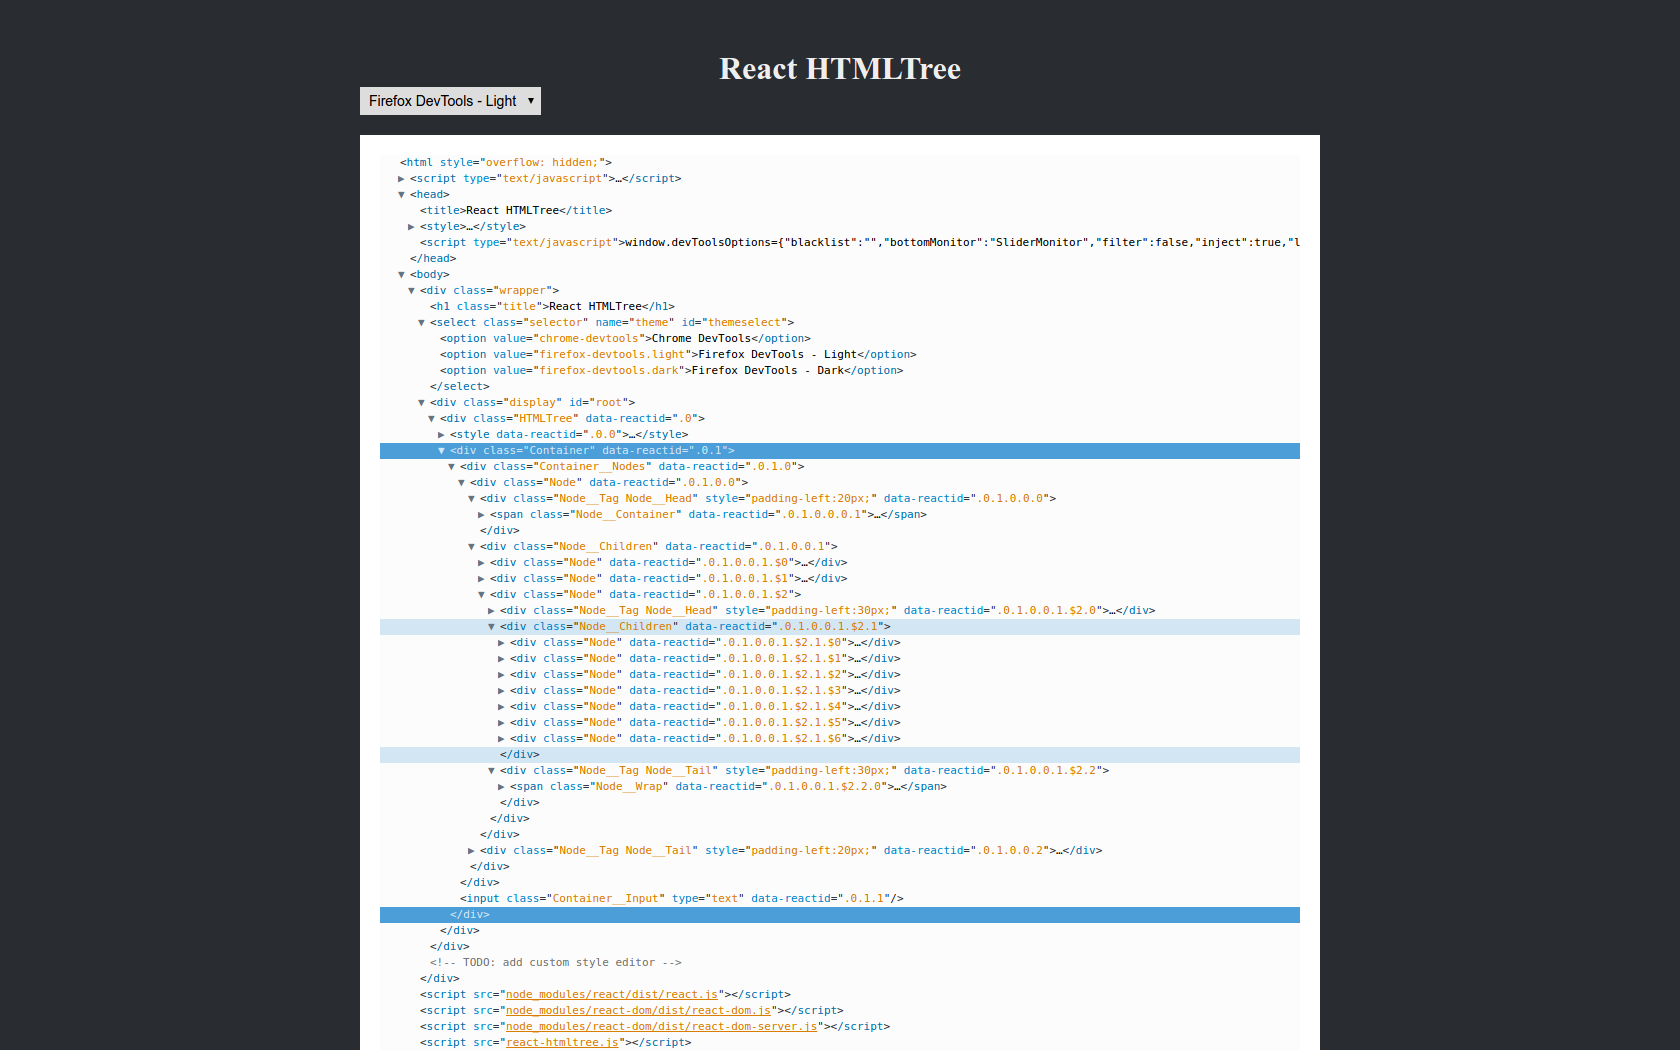 React HTMLTree
Firefox DevTools - Light ▼
<html style="overflow: hidden;">
▶ <script type="text/javascript">…</script>
▼ <head>
<title>React HTMLTree</title>
▶ <style>…</style>
<script type="text/javascript">window.devToolsOptions={"blacklist":"","bottomMonitor":"SliderMonitor","filter":false,"inject":true,"l
</head>
▼ <body>
▼ <div class="wrapper">
<h1 class="title">React HTMLTree</h1>
▼ <select class="selector" name="theme" id="themeselect">
<option value="chrome-devtools">Chrome DevTools</option>
<option value="firefox-devtools.light">Firefox DevTools - Light</option>
<option value="firefox-devtools.dark">Firefox DevTools - Dark</option>
</select>
▼ <div class="display" id="root">
▼ <div class="HTMLTree" data-reactid=".0">
▶ <style data-reactid=".0.0">…</style>
▼ <div class="Container" data-reactid=".0.1">
▼ <div class="Container__Nodes" data-reactid=".0.1.0">
▼ <div class="Node" data-reactid=".0.1.0.0">
▼ <div class="Node__Tag Node__Head" style="padding-left:20px;" data-reactid=".0.1.0.0.0">
▶ <span class="Node__Container" data-reactid=".0.1.0.0.0.1">…</span>
</div>
▼ <div class="Node__Children" data-reactid=".0.1.0.0.1">
▶ <div class="Node" data-reactid=".0.1.0.0.1.$0">…</div>
▶ <div class="Node" data-reactid=".0.1.0.0.1.$1">…</div>
▼ <div class="Node" data-reactid=".0.1.0.0.1.$2">
▶ <div class="Node__Tag Node__Head" style="padding-left:30px;" data-reactid=".0.1.0.0.1.$2.0">…</div>
▼ <div class="Node__Children" data-reactid=".0.1.0.0.1.$2.1">
▶ <div class="Node" data-reactid=".0.1.0.0.1.$2.1.$0">…</div>
▶ <div class="Node" data-reactid=".0.1.0.0.1.$2.1.$1">…</div>
▶ <div class="Node" data-reactid=".0.1.0.0.1.$2.1.$2">…</div>
▶ <div class="Node" data-reactid=".0.1.0.0.1.$2.1.$3">…</div>
▶ <div class="Node" data-reactid=".0.1.0.0.1.$2.1.$4">…</div>
▶ <div class="Node" data-reactid=".0.1.0.0.1.$2.1.$5">…</div>
▶ <div class="Node" data-reactid=".0.1.0.0.1.$2.1.$6">…</div>
</div>
▼ <div class="Node__Tag Node__Tail" style="padding-left:30px;" data-reactid=".0.1.0.0.1.$2.2">
▶ <span class="Node__Wrap" data-reactid=".0.1.0.0.1.$2.2.0">…</span>
</div>
</div>
</div>
▶ <div class="Node__Tag Node__Tail" style="padding-left:20px;" data-reactid=".0.1.0.0.2">…</div>
</div>
</div>
<input class="Container__Input" type="text" data-reactid=".0.1.1"/>
</div>
</div>
</div>
<!-- TODO: add custom style editor -->
</div>
<script src="node_modules/react/dist/react.js"></script>
<script src="node_modules/react-dom/dist/react-dom.js"></script>
<script src="node_modules/react-dom/dist/react-dom-server.js"></script>
<script src="react-htmltree.js"></script>